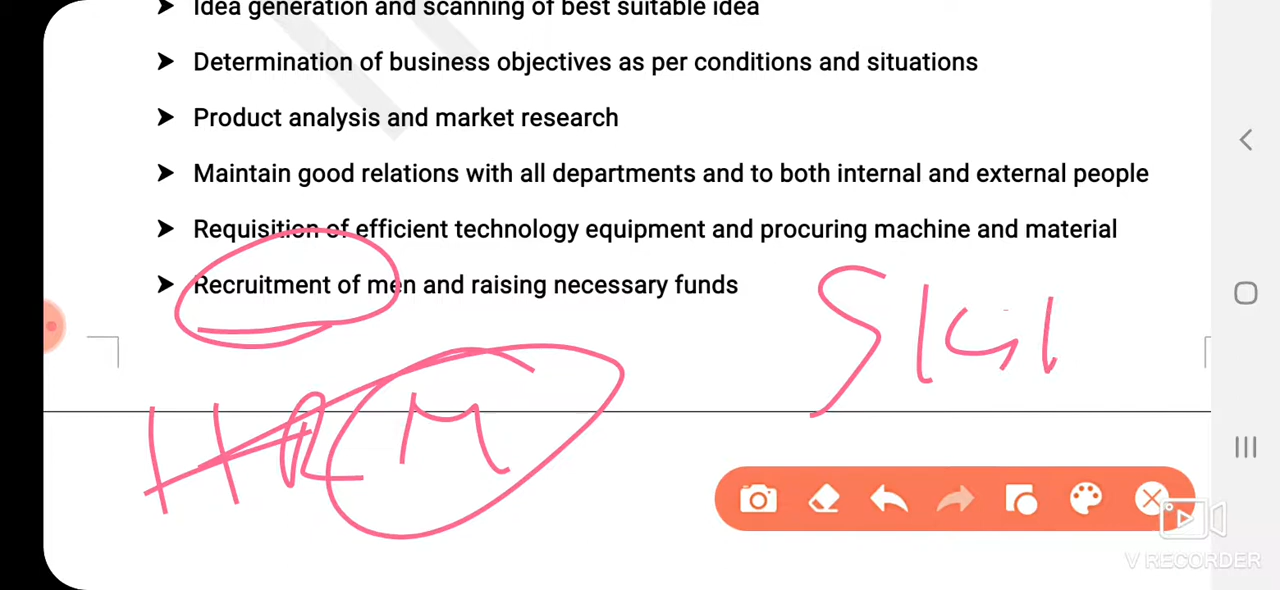 ➤ Idea generation and scanning of best suitable idea
➤ Determination of business objectives as per conditions and situations
➤ Product analysis and market research
➤ Maintain good relations with all departments and to both internal and external people
➤ Requisition of efficient technology equipment and procuring machine and material
➤ Recruitment of men and raising necessary funds
HRM
V RECORDER